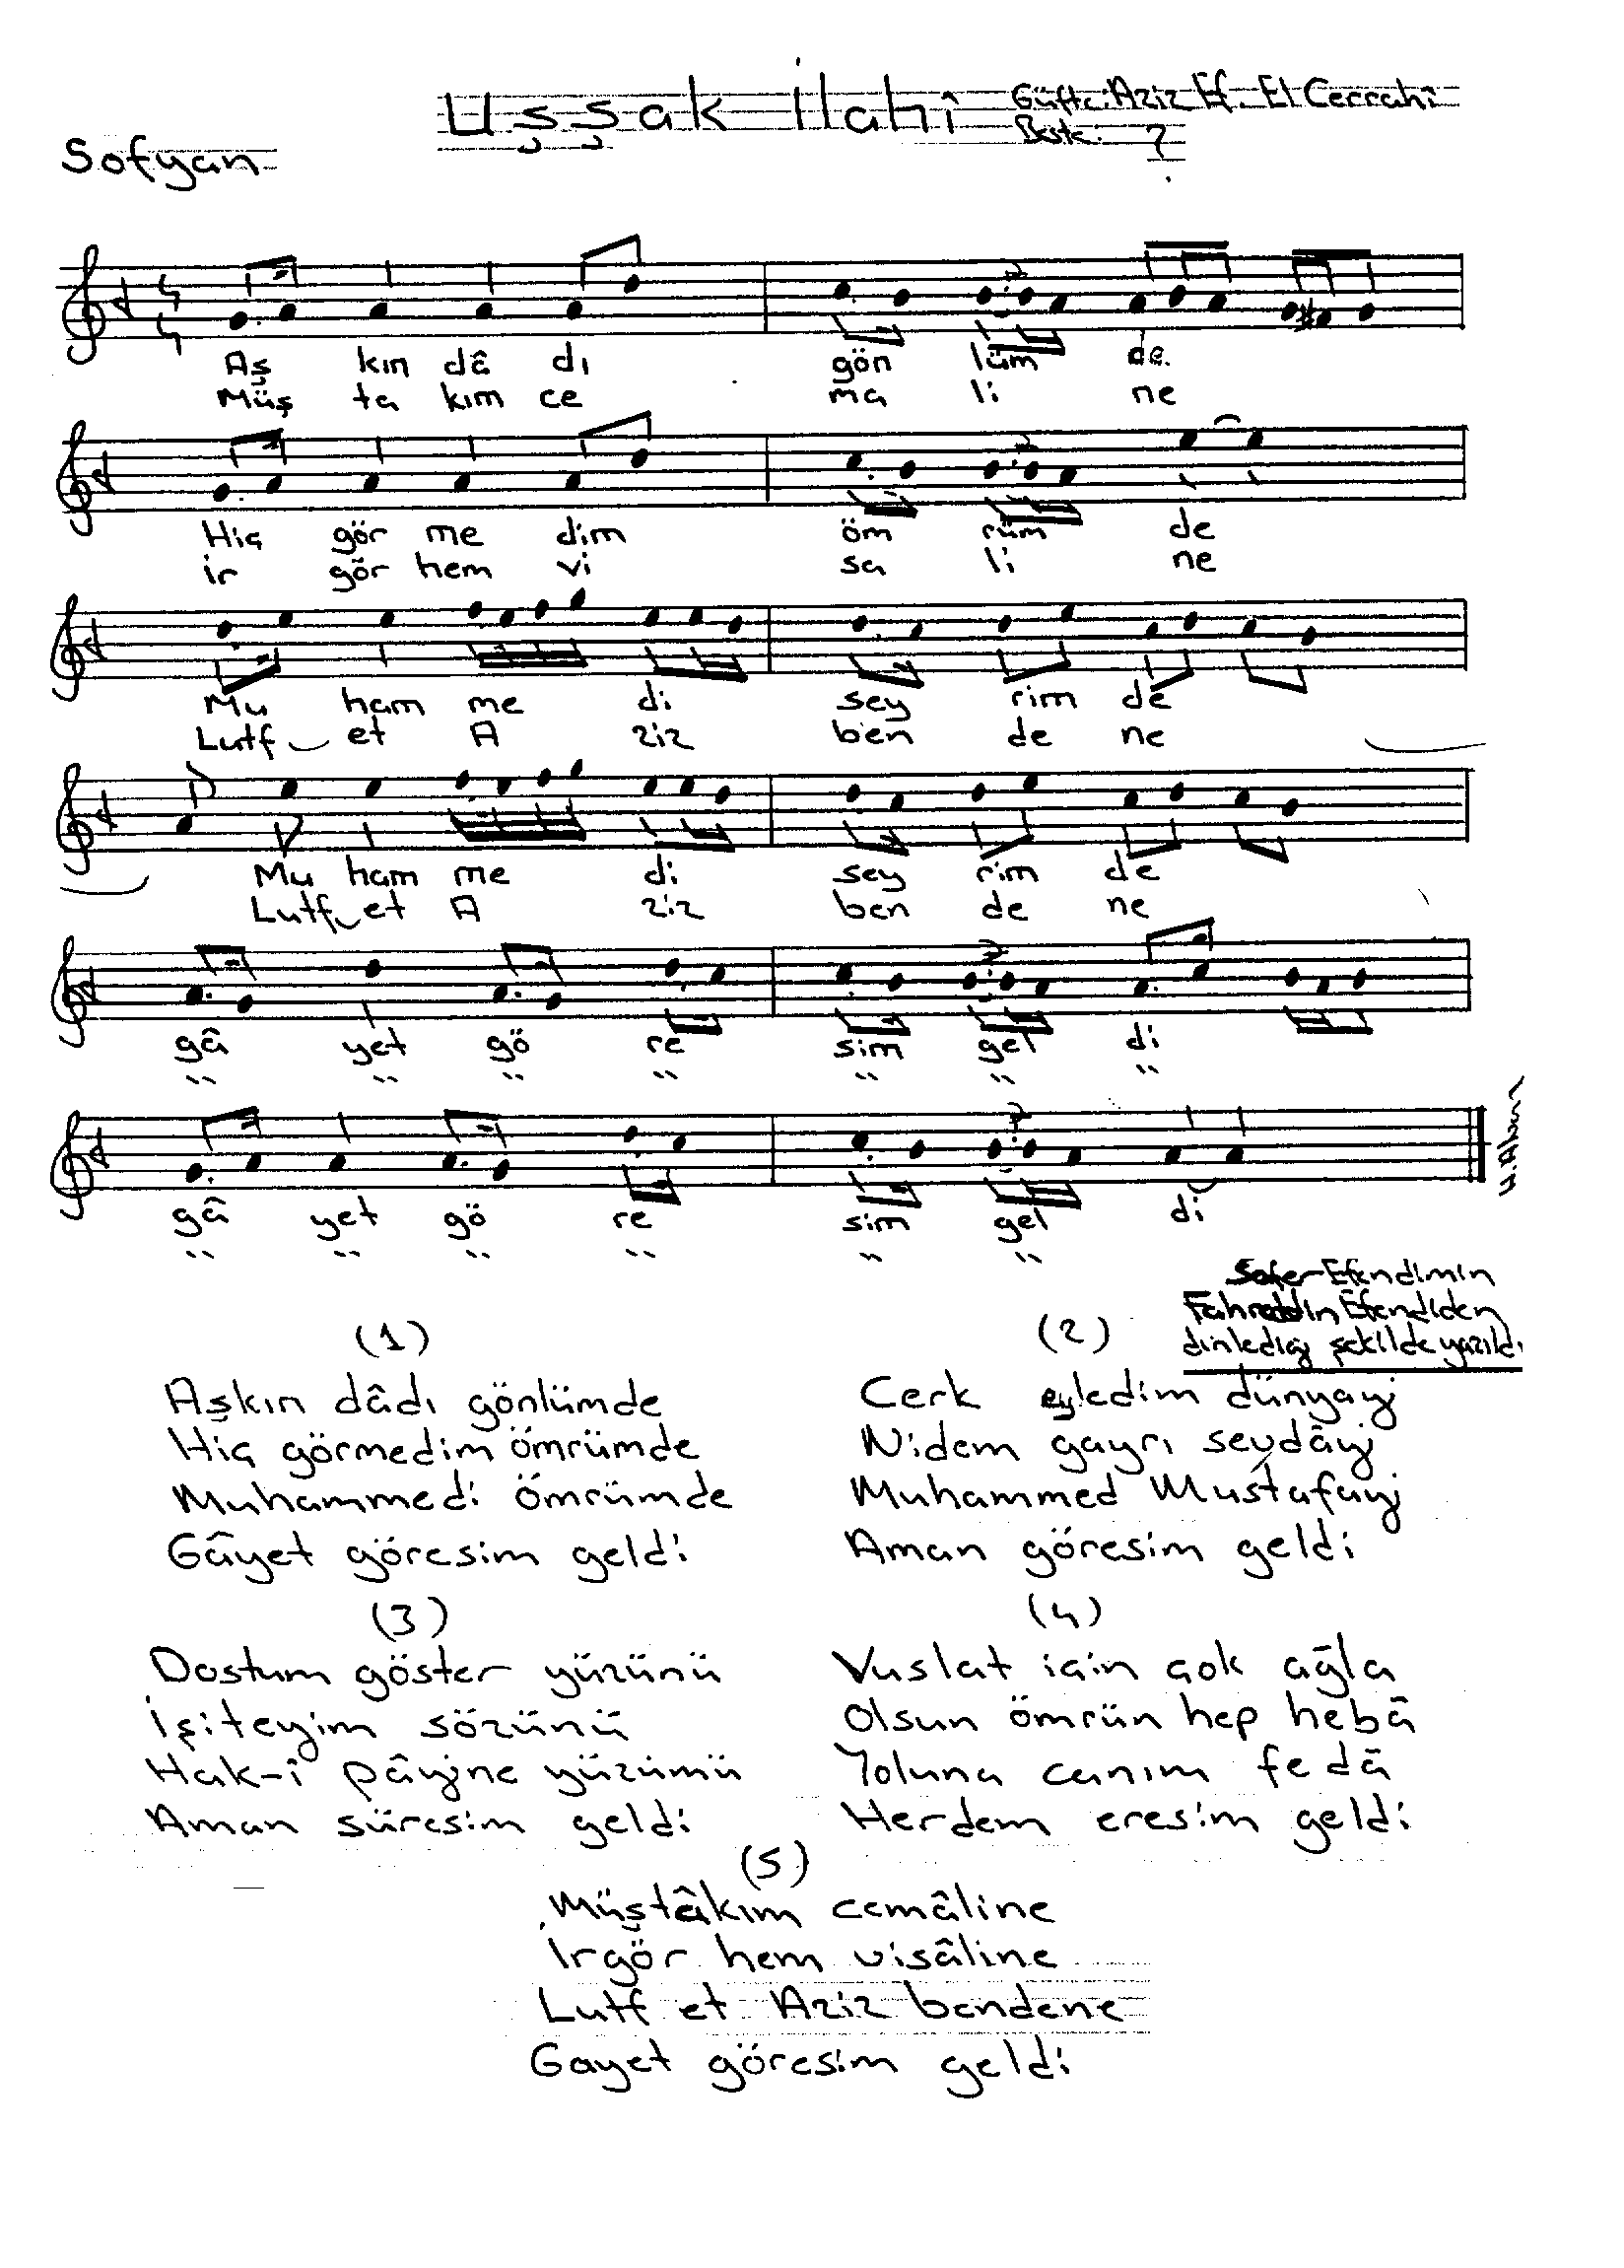 Uşşak İlahî
Güfte: Aziz Ef. El Cerrahî
Beste: ?
Sofyan
Aş kın dâ dı gön lüm de.
Müş ta kım ce ma li ne
Hiç gör me dim öm rüm de
ir gör hem vi sa li ne
Mu ham me di sey rim de
Lutf et A ziz ben de ne
Mu ham me di sey rim de
Lutf et A ziz ben de ne
gâ yet gö re sim gel di
" " " " " " "
gâ yet gö re sim gel di
" " " " " "
Sefer Efendimin
Fahreddin Efendiden
dinlediği şekilde yazıldı
(1)
Aşkın dâdı gönlümde
Hiç görmedim ömrümde
Muhammedi ömrümde
Gâyet göresim geldi
(2)
Cerk eyledim dünyayı
Nidem gayrı sevdâyı
Muhammed Mustafayı
Aman göresim geldi
(3)
Dostum göster yüzünü
İşiteyim sözünü
Hak-î pâyine yüzümü
Aman süresim geldi
(4)
Vuslat için çok ağla
Olsun ömrün hep hebâ
Yoluna canım fedâ
Herdem eresim geldi
(5)
Müştâkım cemâline
İrgör hem visâline
Lutf et Aziz bendene
Gayet göresim geldi